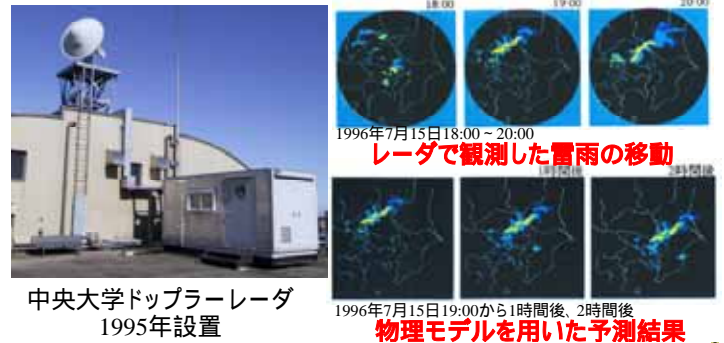 18:00
19:00
20:00
1996年7月15日18:00~20:00
レーダで観測した雷雨の移動
1時間後
2時間後
1996年7月15日19:00から1時間後、2時間後
物理モデルを用いた予測結果
中央大学ドップラーレーダ
1995年設置